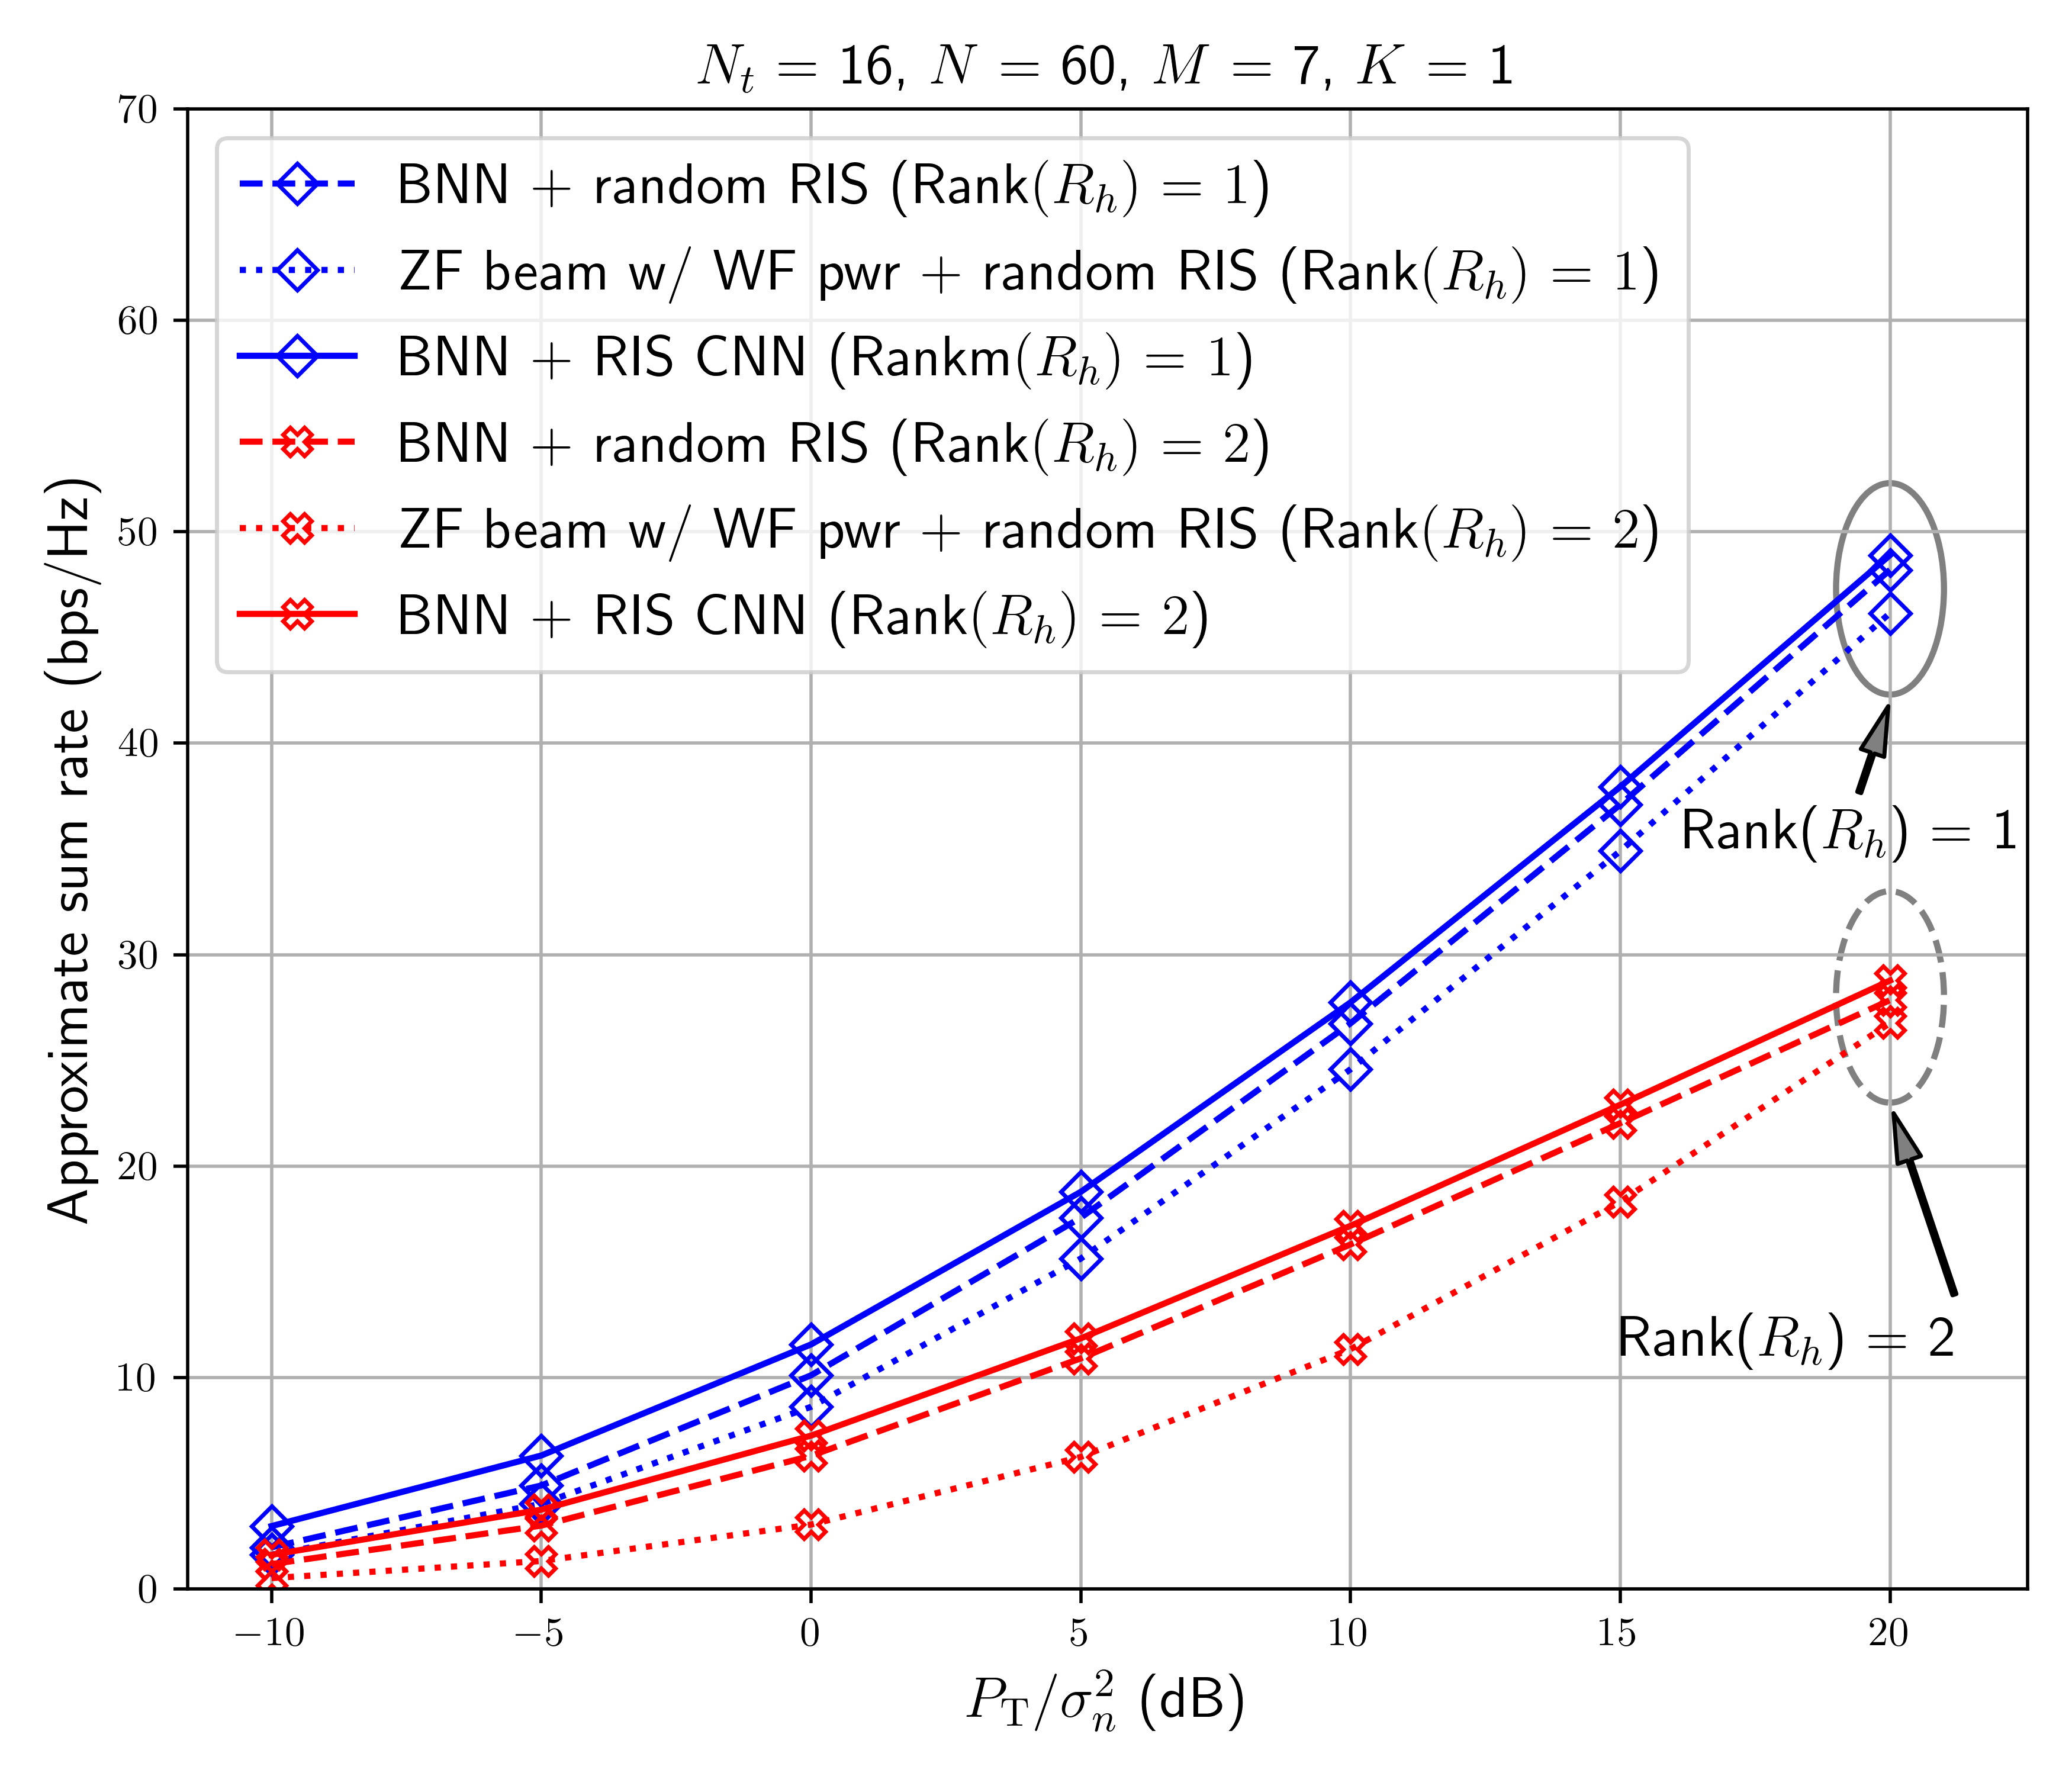 N_t = 16, N = 60, M = 7, K = 1
70
60
50
40
30
20
10
0
Approximate sum rate (bps/Hz)
BNN + random RIS (Rank(R_h) = 1)
ZF beam w/ WF pwr + random RIS (Rank(R_h) = 1)
BNN + RIS CNN (Rankm(R_h) = 1)
BNN + random RIS (Rank(R_h) = 2)
ZF beam w/ WF pwr + random RIS (Rank(R_h) = 2)
BNN + RIS CNN (Rank(R_h) = 2)
Rank(R_h) = 1
Rank(R_h) = 2
−10 −5 0 5 10 15 20
P_T/σ_n^2 (dB)